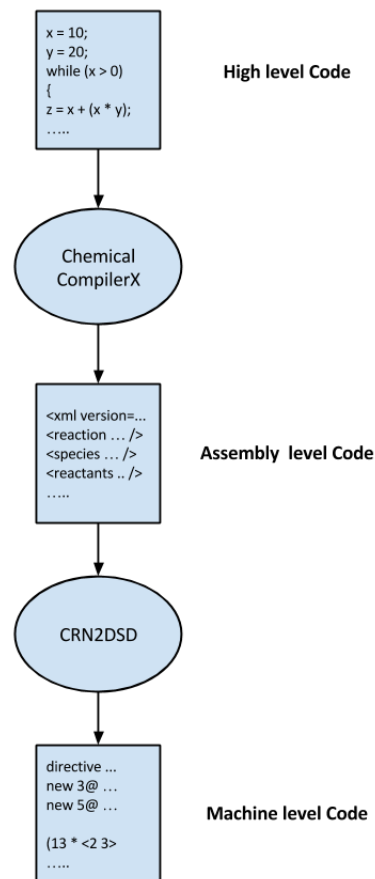 x = 10;
y = 20;
while (x > 0)
{
z = x + (x * y);
…..
High level Code
Chemical
CompilerX
<xml version=...
<reaction … />
<species … />
<reactants .. />
…..
Assembly level Code
CRN2DSD
directive ...
new 3@ …
new 5@ …
(13 * <2 3>
…..
Machine level Code